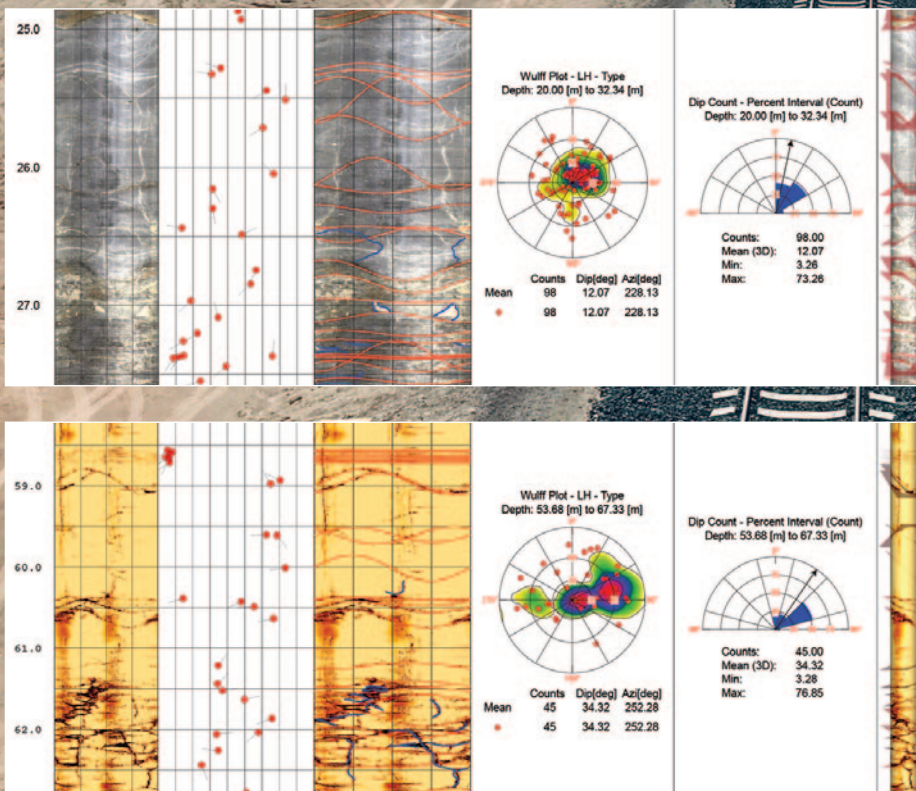 25.0
26.0
27.0
Wulff Plot - LH - Type
Depth: 20.00 [m] to 32.34 [m]
0°
90°
180°
Counts Dip[deg] Azi[deg]
Mean 98 12.07 228.13
98 12.07 228.13
Dip Count - Percent Interval (Count)
Depth: 20.00 [m] to 32.34 [m]
Counts: 98.00
Mean (3D): 12.07
Min: 3.26
Max: 73.26
59.0
60.0
61.0
62.0
Wulff Plot - LH - Type
Depth: 53.68 [m] to 67.33 [m]
Counts Dip[deg] Azi[deg]
Mean 45 34.32 252.28
45 34.32 252.28
Dip Count - Percent Interval (Count)
Depth: 53.68 [m] to 67.33 [m]
Counts: 45.00
Mean (3D): 34.32
Min: 3.28
Max: 76.85